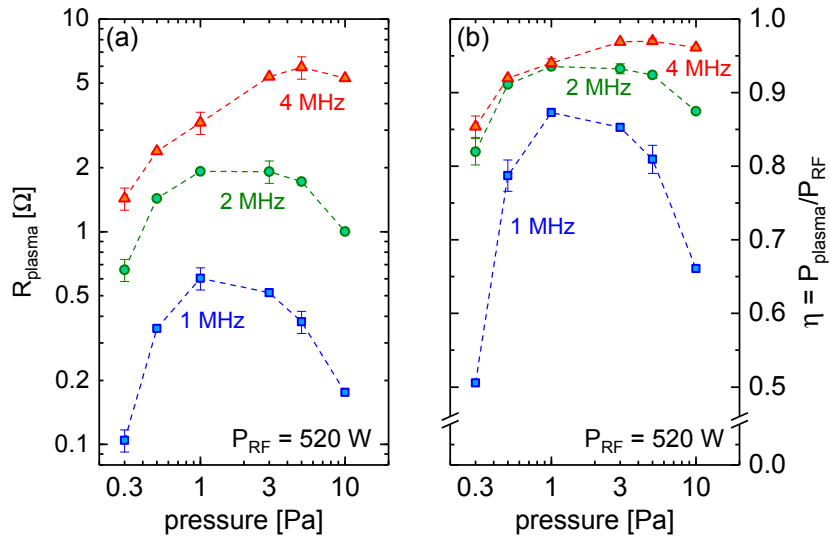 (a)
10
5
2
1
0.5
0.2
0.1
R_plasma [Ω]
4 MHz
2 MHz
1 MHz
P_RF = 520 W
0.3
1
3
10
pressure [Pa]
(b)
4 MHz
2 MHz
1 MHz
P_RF = 520 W
0.3
1
3
10
pressure [Pa]
1.0
0.9
0.8
0.7
0.6
0.5
0.0
η = P_plasma/P_RF